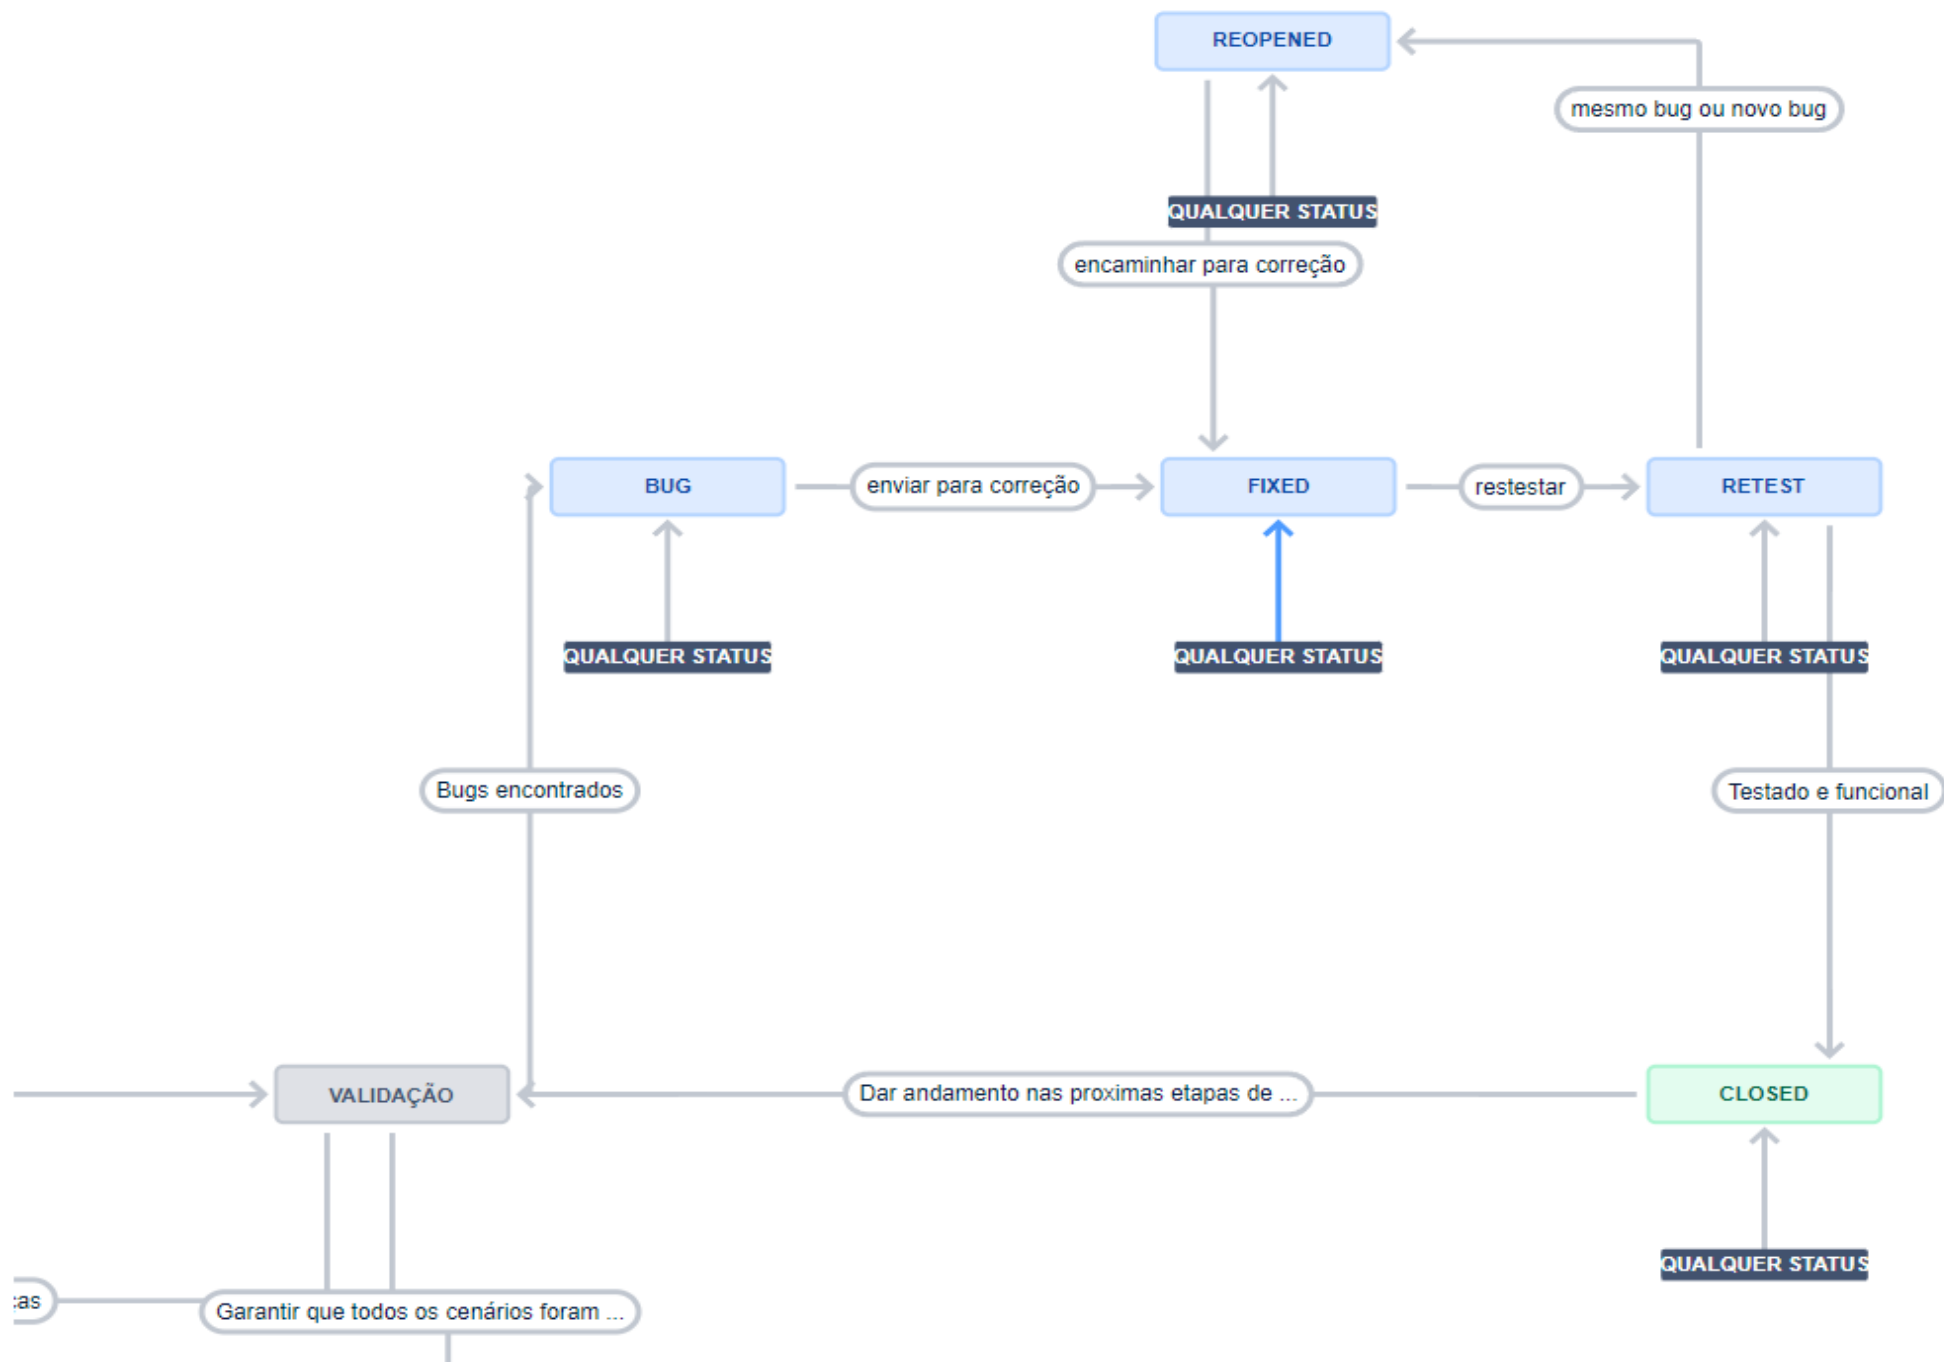 REOPENED
mesmo bug ou novo bug
QUALQUER STATUS
encaminhar para correção
BUG
enviar para correção
FIXED
restestar
RETEST
QUALQUER STATUS
QUALQUER STATUS
QUALQUER STATUS
Bugs encontrados
Testado e funcional
VALIDAÇÃO
Dar andamento nas proximas etapas de ...
CLOSED
QUALQUER STATUS
Garantir que todos os cenários foram ...